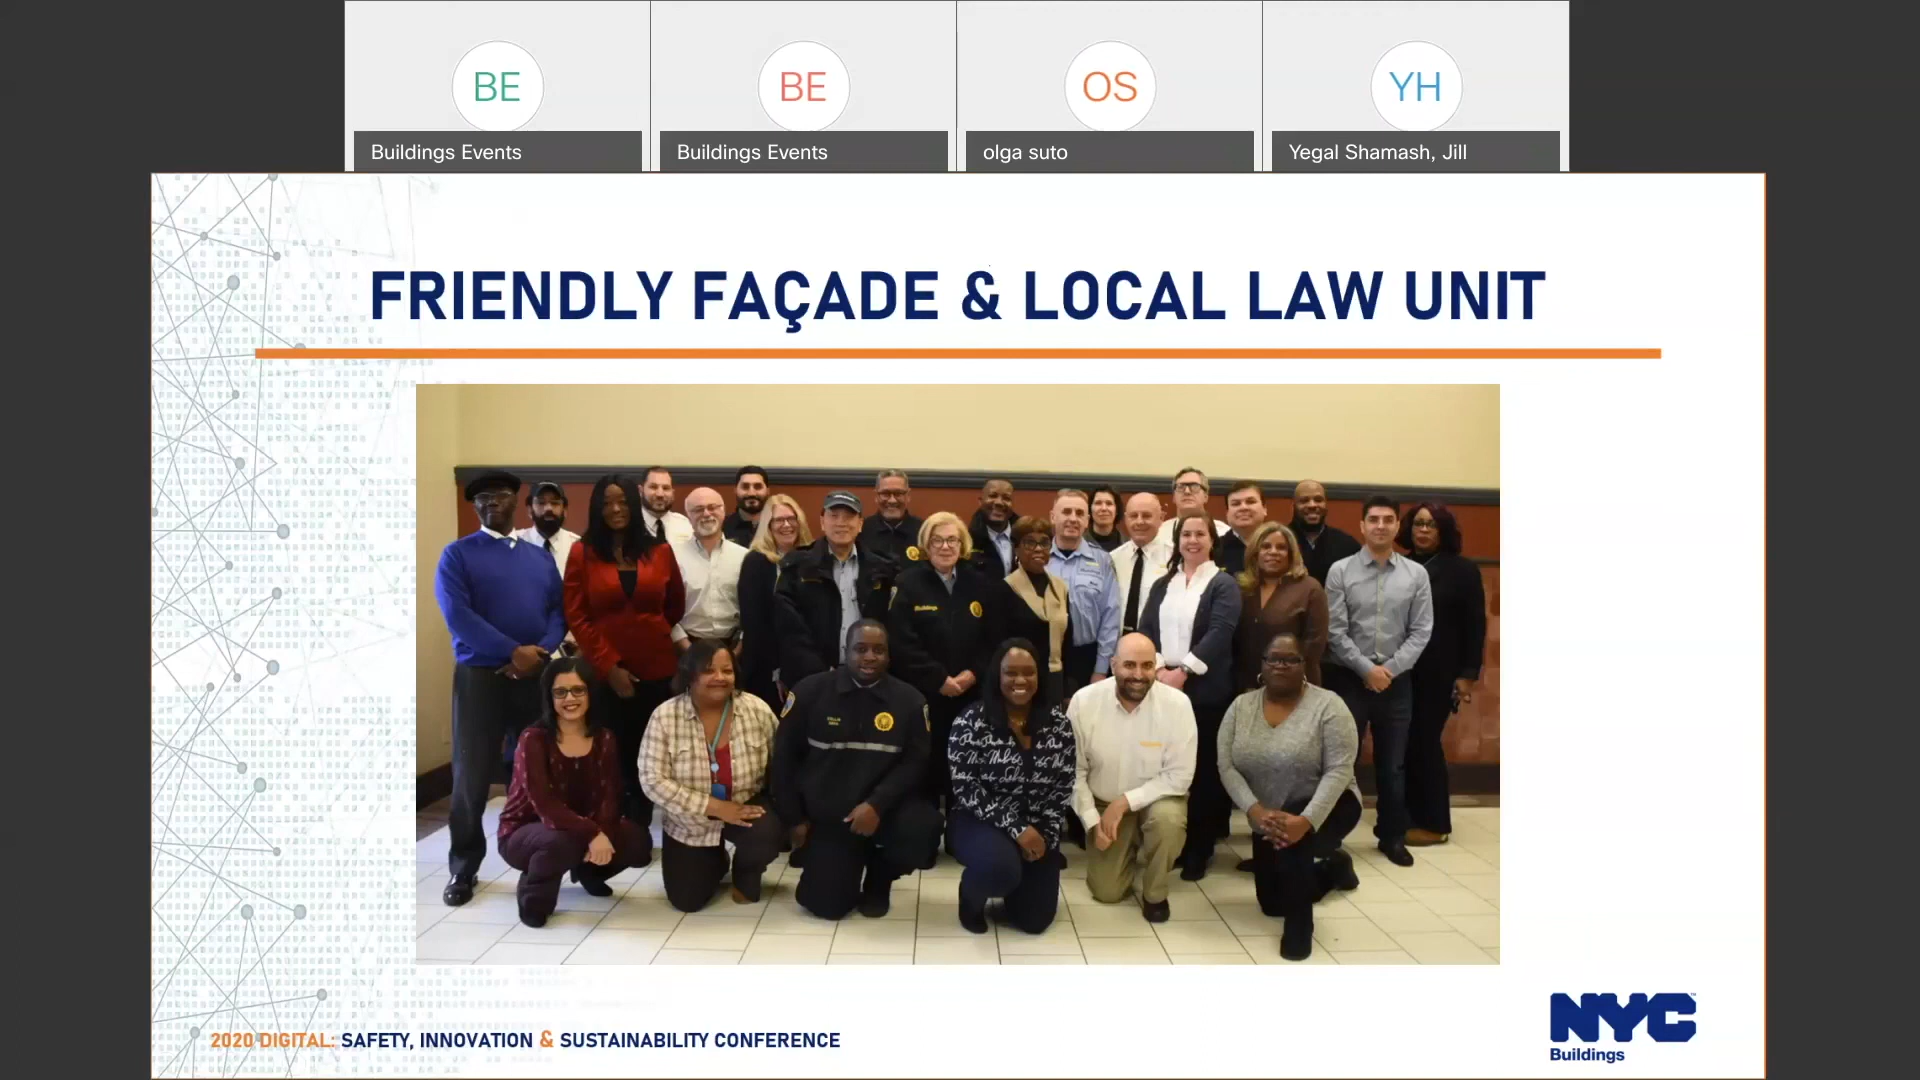 BE
BE
OS
YH
Buildings Events
Buildings Events
olga suto
Yegal Shamash, Jill
FRIENDLY FAÇADE & LOCAL LAW UNIT
Buildings
2020 DIGITAL: SAFETY, INNOVATION & SUSTAINABILITY CONFERENCE
NYC
Buildings